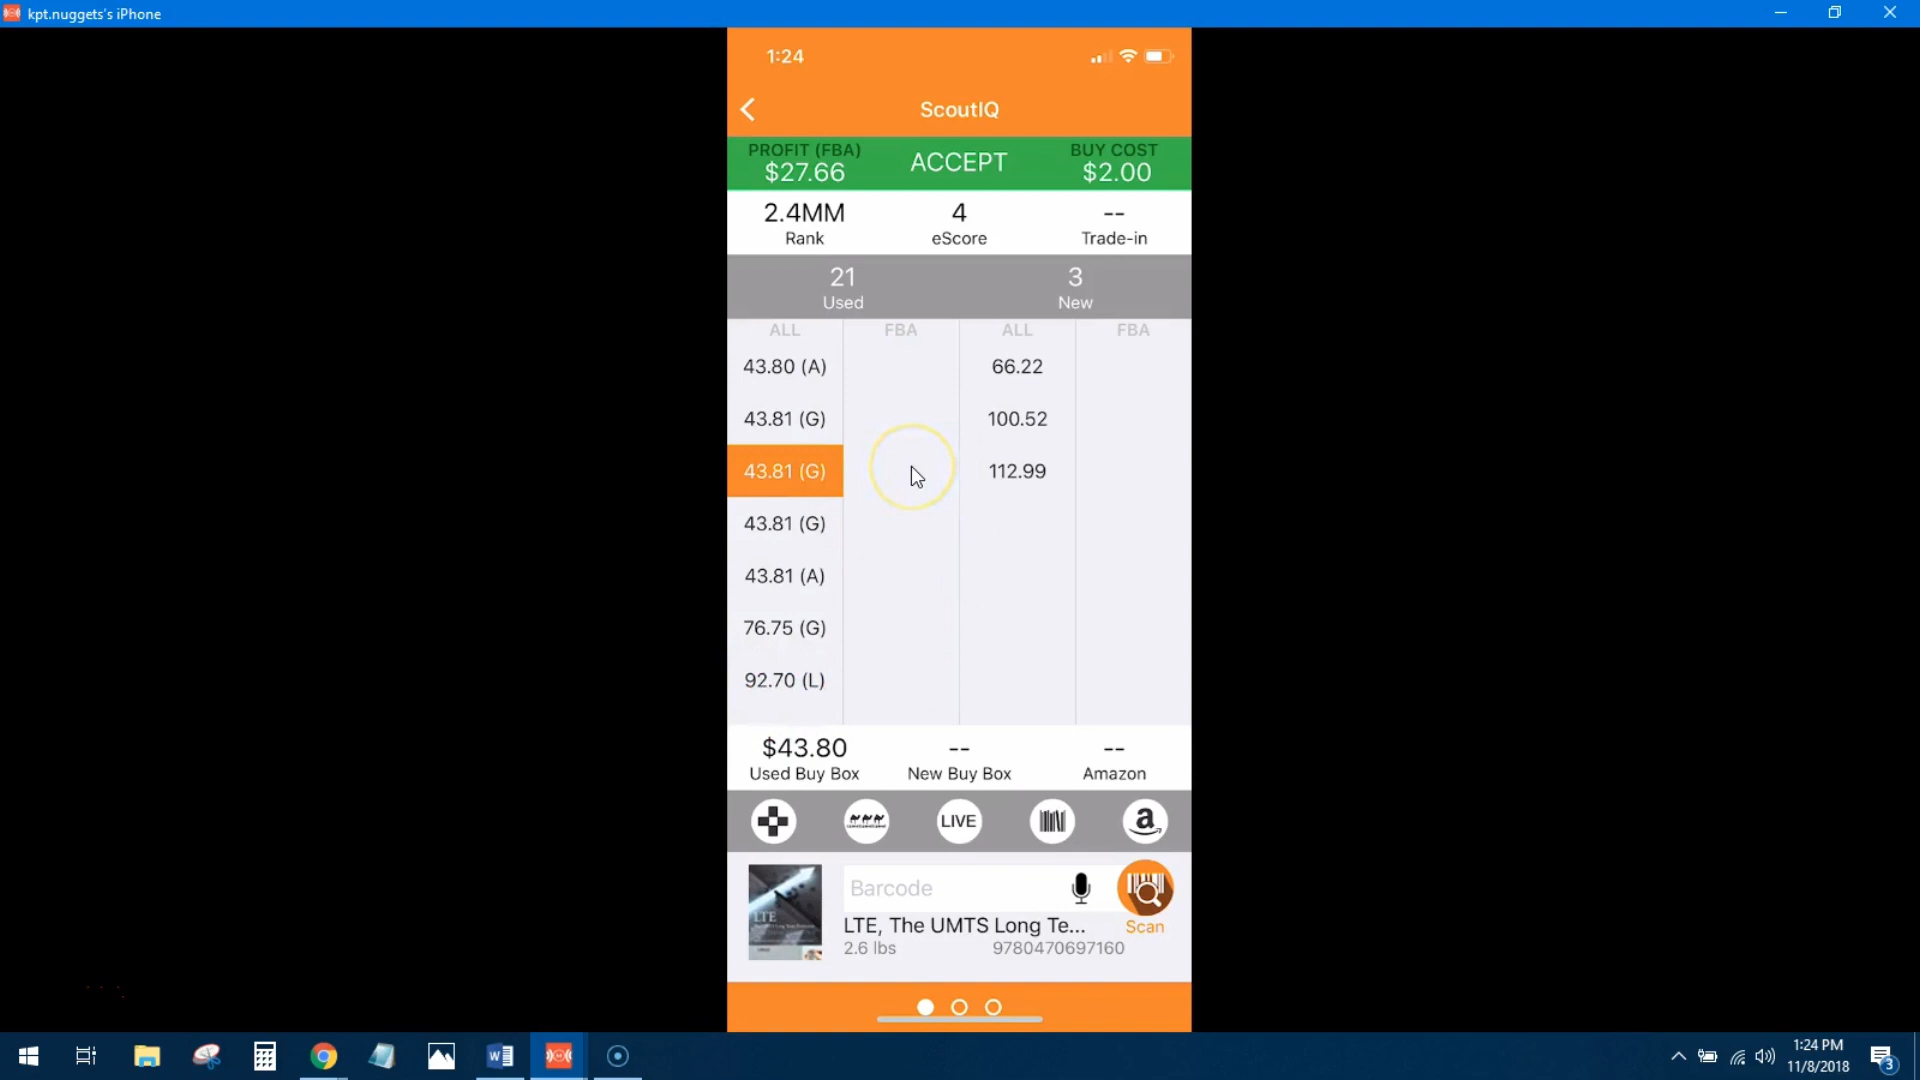 kpt.nuggets's iPhone
1:24
ScoutIQ
PROFIT (FBA)
$27.66
ACCEPT
BUY COST
$2.00
2.4MM
Rank
4
eScore
--
Trade-in
21
Used
3
New
ALL FBA ALL FBA
43.80 (A) 66.22
43.81 (G) 100.52
43.81 (G) 112.99
43.81 (G)
43.81 (A)
76.75 (G)
92.70 (L)
$43.80
Used Buy Box
--
New Buy Box
--
Amazon
LIVE
a
LTE
Barcode
LTE, The UMTS Long Te...
2.6 lbs 9780470697160
Scan
W
1:24 PM
11/8/2018
3